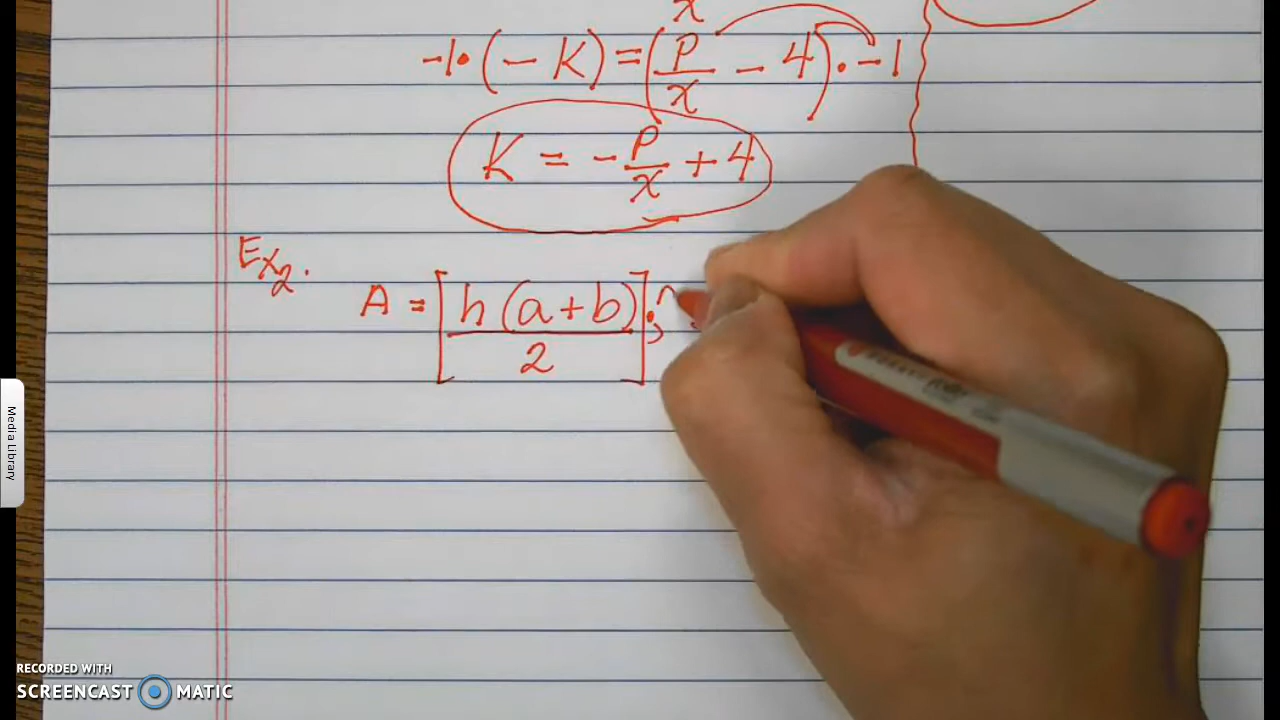 x
-1·(-K) = (P/x - 4)·-1
K = -P/x + 4
Ex2.
A = [h(a+b)/2];
Media Library
RECORDED WITH
SCREENCAST MATIC